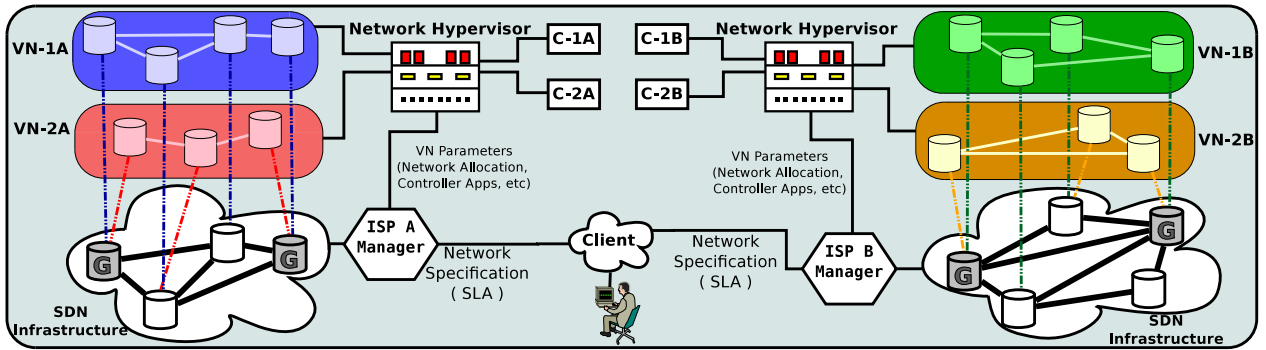 VN-1A
Network Hypervisor
C-1A
C-2A
VN-2A
VN Parameters
(Network Allocation,
Controller Apps, etc)
G
G
SDN
Infrastructure
ISP A
Manager
Network
Specification
( SLA )
Client
Network
Specification
( SLA )
ISP B
Manager
C-1B
C-2B
Network Hypervisor
VN Parameters
(Network Allocation,
Controller Apps, etc)
VN-1B
VN-2B
G
G
SDN
Infrastructure